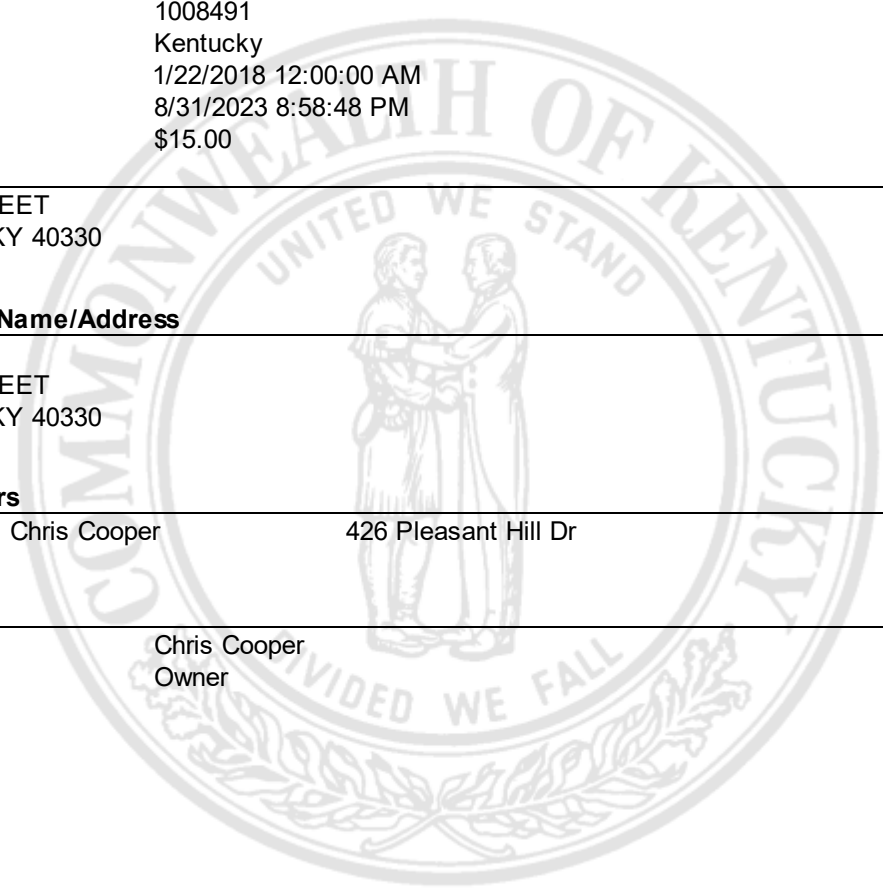 1008491
Kentucky
1/22/2018 12:00:00 AM
8/31/2023 8:58:48 PM
$15.00
EET
KY 40330
Name/Address
EET
KY 40330
rs
Chris Cooper 426 Pleasant Hill Dr
Chris Cooper
Owner
COMMONWEALTH OF KENTUCKY
UNITED WE STAND
DIVIDED WE FALL